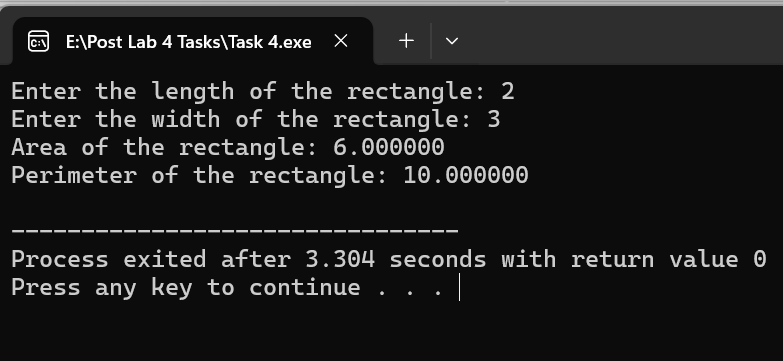 E:\Post Lab 4 Tasks\Task 4.exe
Enter the length of the rectangle: 2
Enter the width of the rectangle: 3
Area of the rectangle: 6.000000
Perimeter of the rectangle: 10.000000
--------------------------------
Process exited after 3.304 seconds with return value 0
Press any key to continue . . .